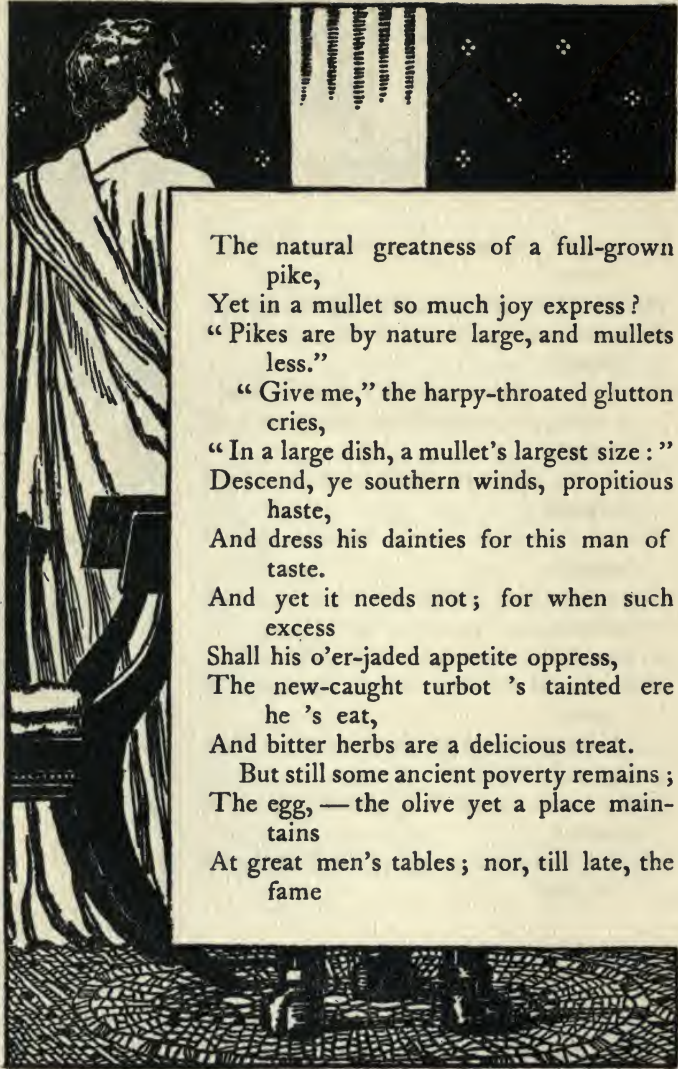 The natural greatness of a full-grown
pike,
Yet in a mullet so much joy express?
“Pikes are by nature large, and mullets
less.”
“Give me,” the harpy-throated glutton
cries,
“In a large dish, a mullet's largest size:”
Descend, ye southern winds, propitious
haste,
And dress his dainties for this man of
taste.
And yet it needs not; for when such
excess
Shall his o'er-jaded appetite oppress,
The new-caught turbot 's tainted ere
he 's eat,
And bitter herbs are a delicious treat.
But still some ancient poverty remains;
The egg,—the olive yet a place main-
tains
At great men's tables; nor, till late, the
fame